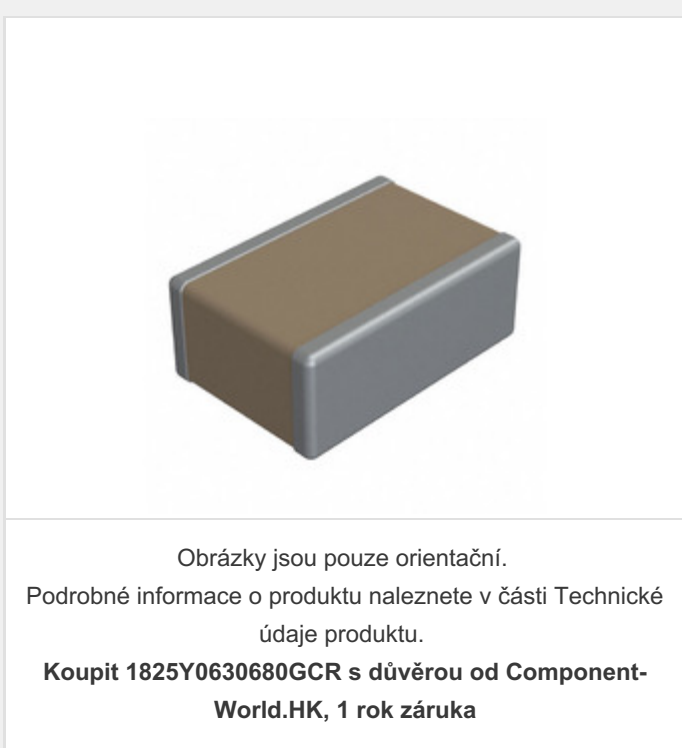 Obrázky jsou pouze orientační.
Podrobné informace o produktu naleznete v části Technické
údaje produktu.
Koupit 1825Y0630680GCR s důvěrou od Component-
World.HK, 1 rok záruka